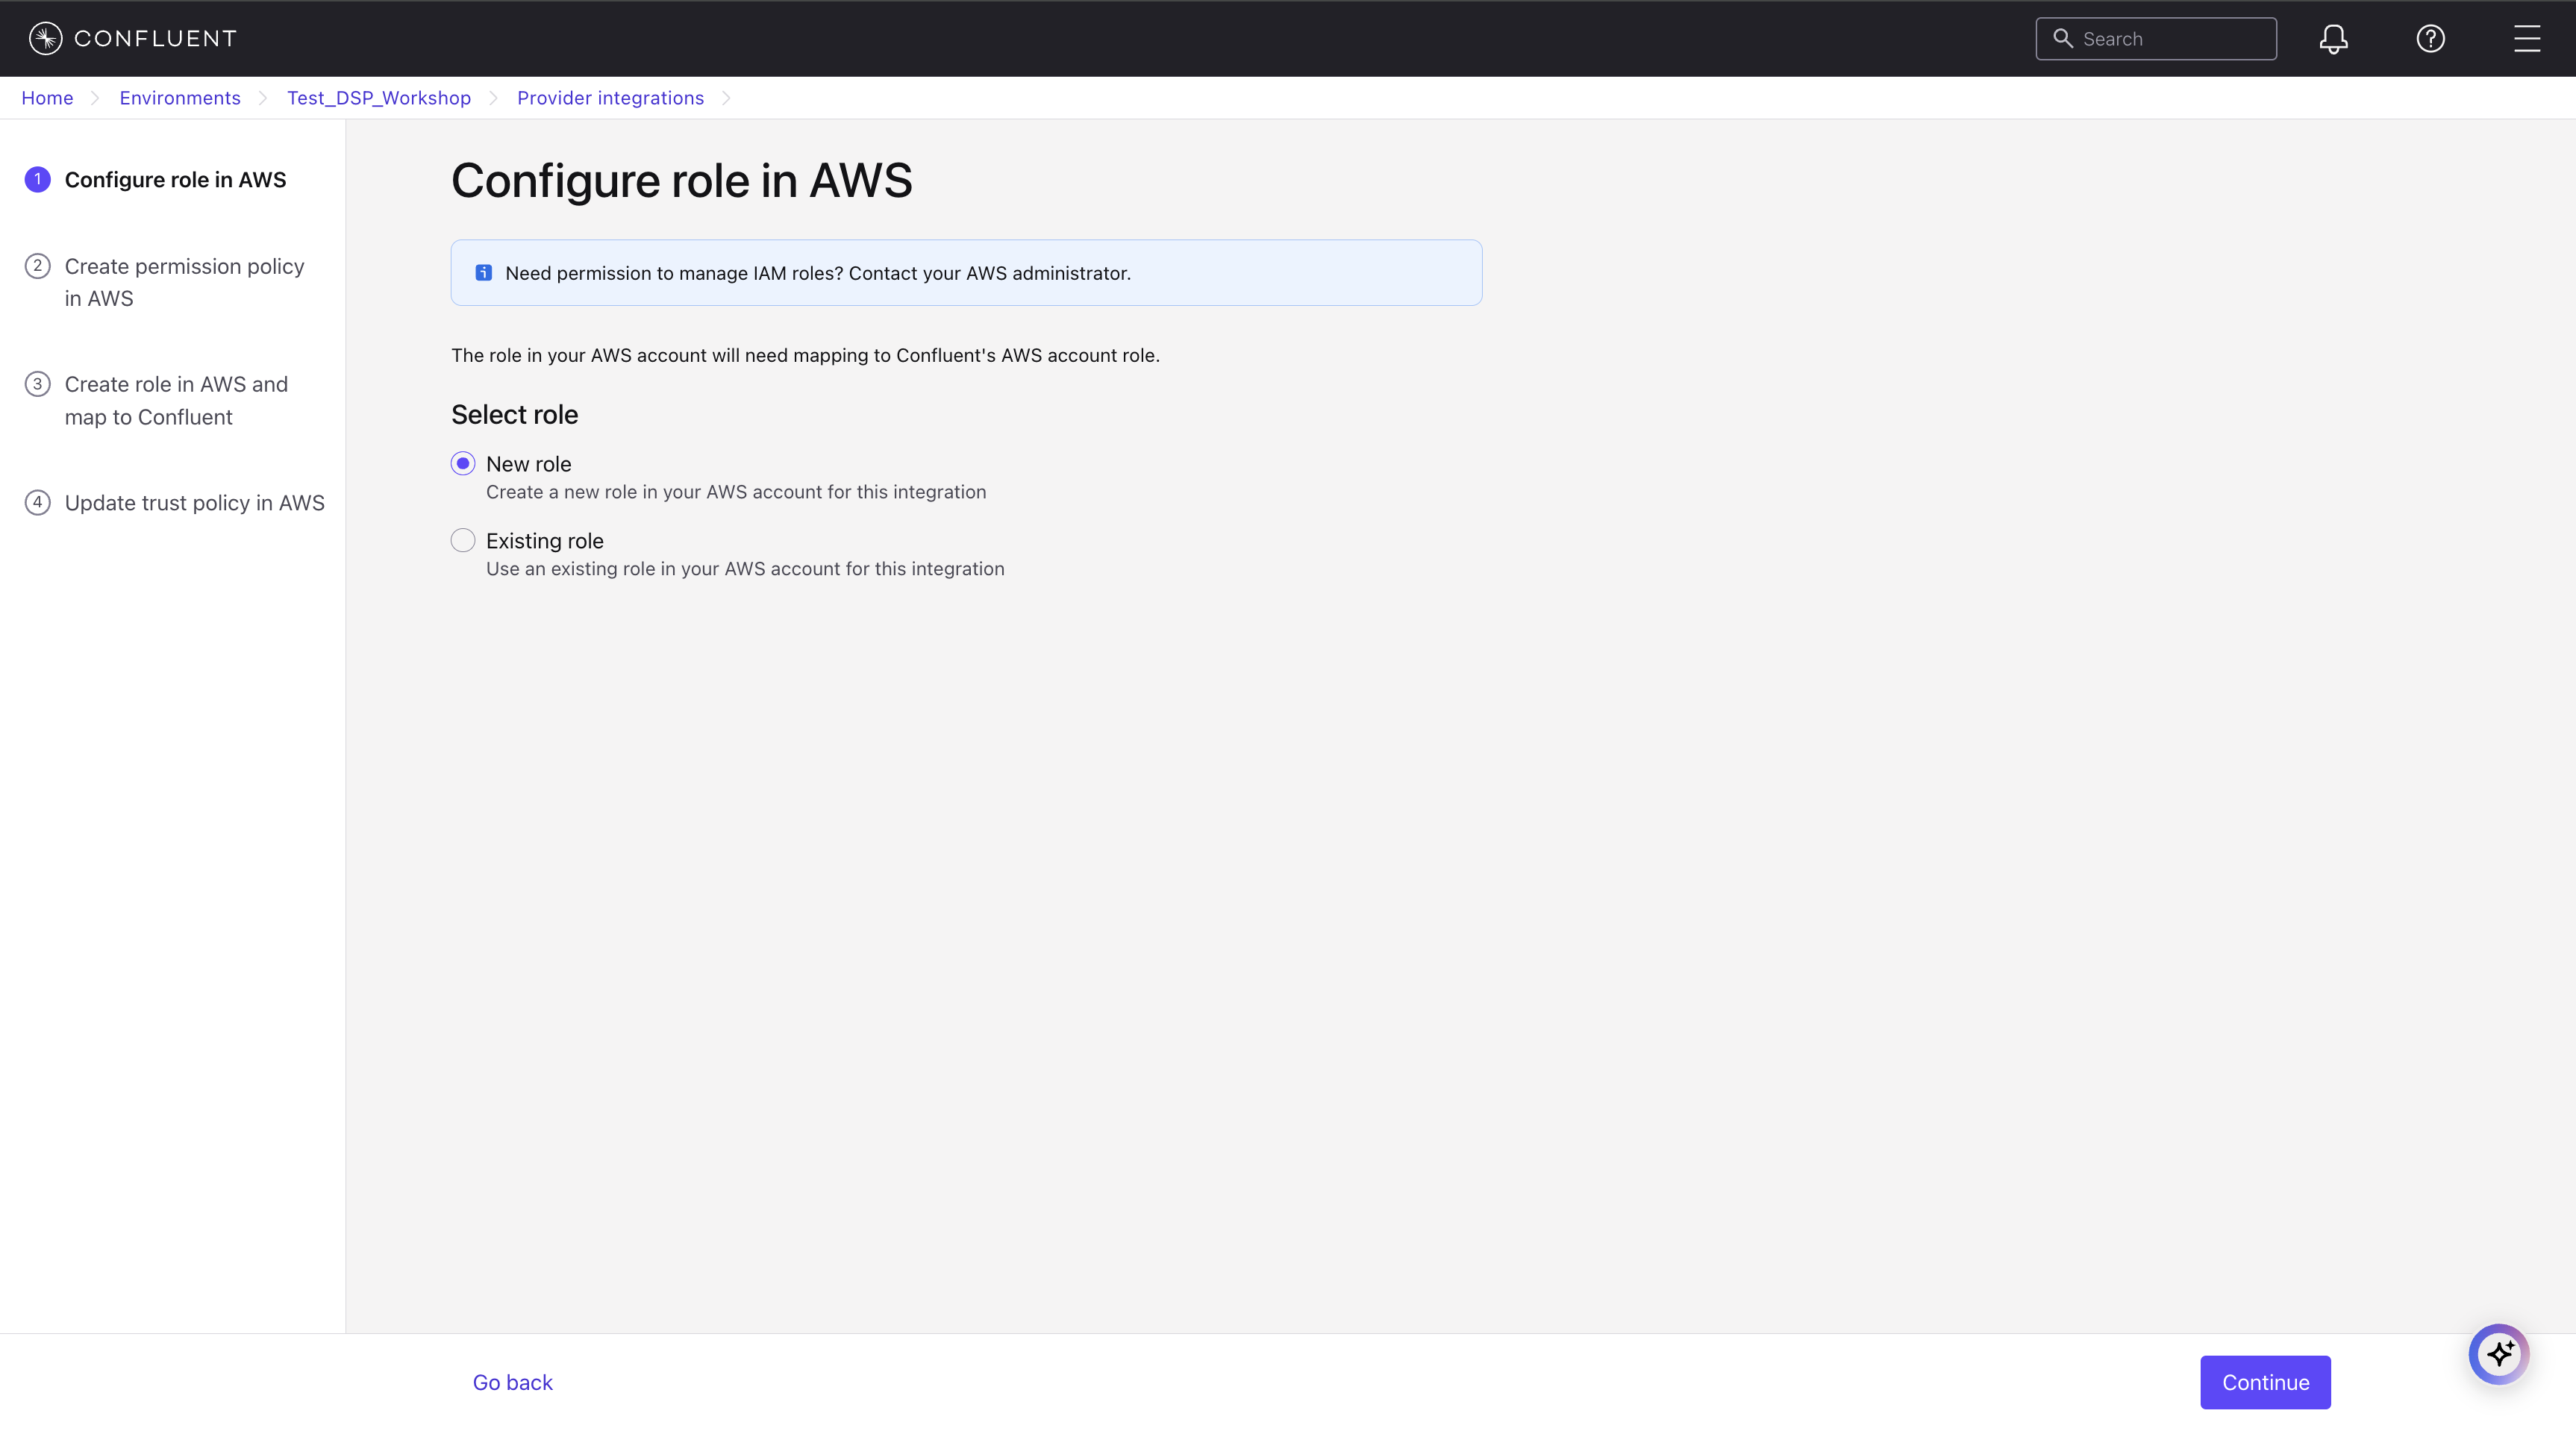 CONFLUENT
Search
Home
Environments
Test_DSP_Workshop
Provider integrations
1 Configure role in AWS
2 Create permission policy
in AWS
3 Create role in AWS and
map to Confluent
4 Update trust policy in AWS
Configure role in AWS
Need permission to manage IAM roles? Contact your AWS administrator.
The role in your AWS account will need mapping to Confluent's AWS account role.
Select role
New role
Create a new role in your AWS account for this integration
Existing role
Use an existing role in your AWS account for this integration
Go back
Continue